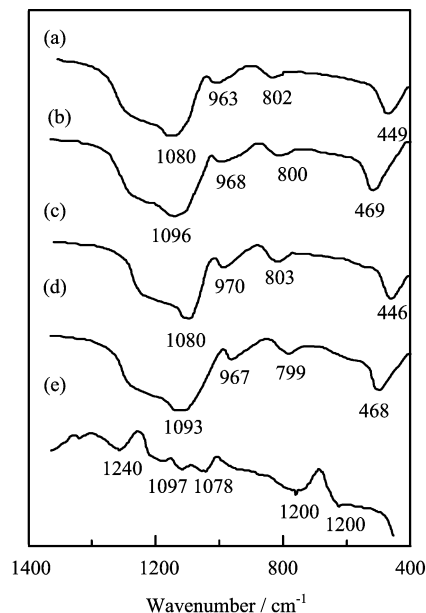 (a)
963 802
(b)
1080 449
968 800
(c)
1096 469
970 803
(d)
1080 446
967 799
(e)
1093 468
1240 1097 1078 1200 1200
1400 1200 1000 800 600 400
Wavenumber / cm-1